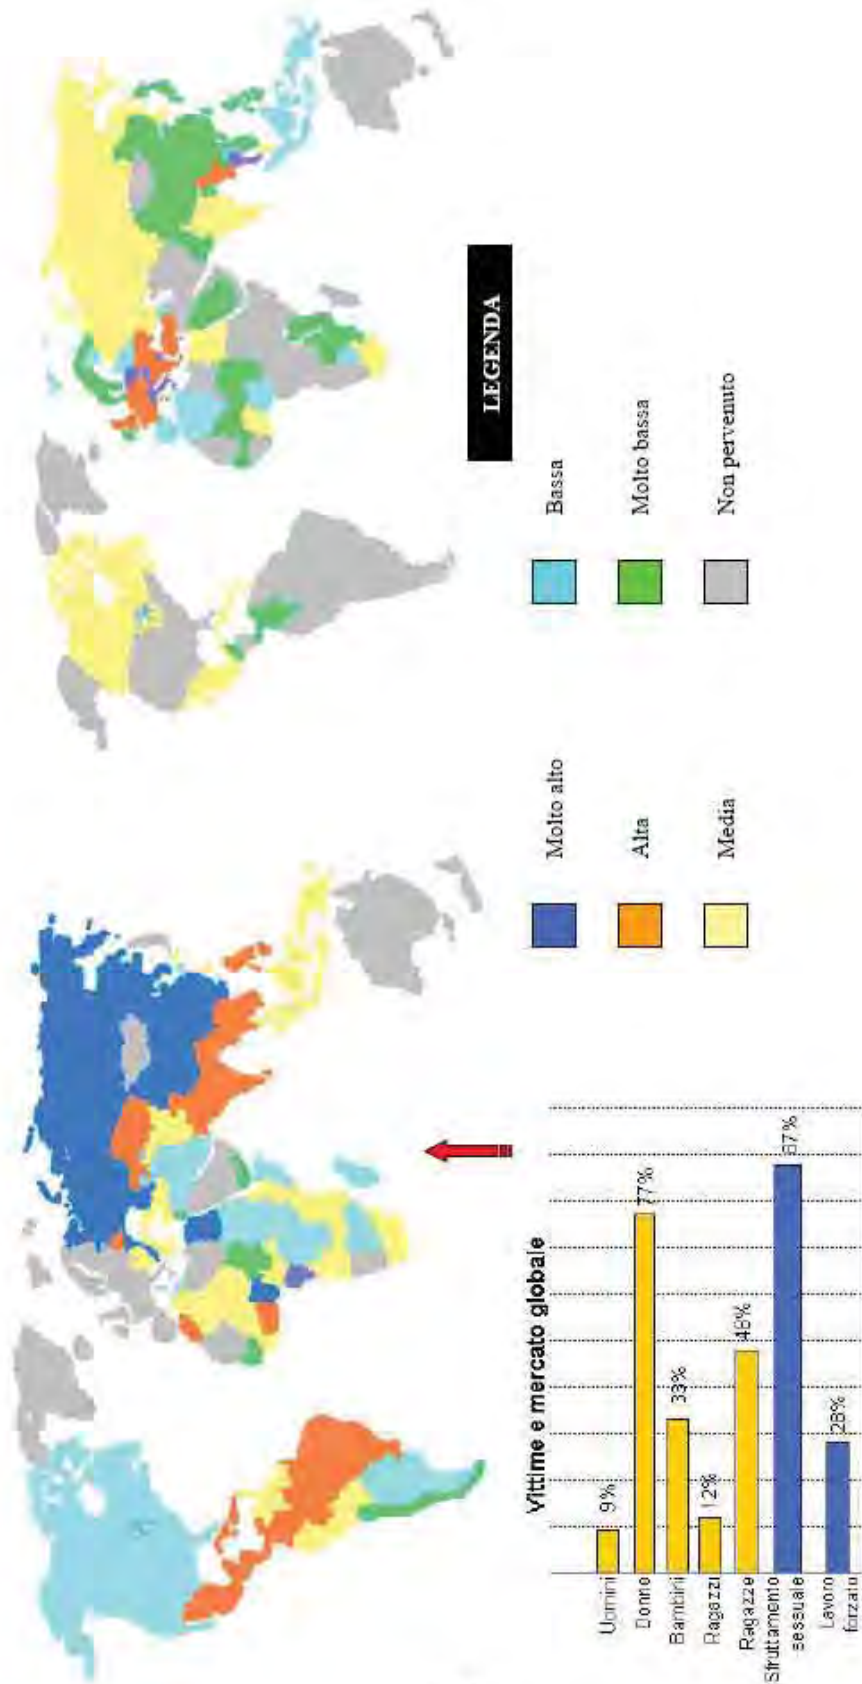 LEGENDA
Molto alto
Bassa
Alta
Molto bassa
Media
Non pervenuto
Vittime e mercato globale
Uomini
9%
Donne
77%
Bambini
33%
Ragazzi
12%
Ragazze
48%
Sfruttamento
sessuale
87%
Lavoro
forzato
28%